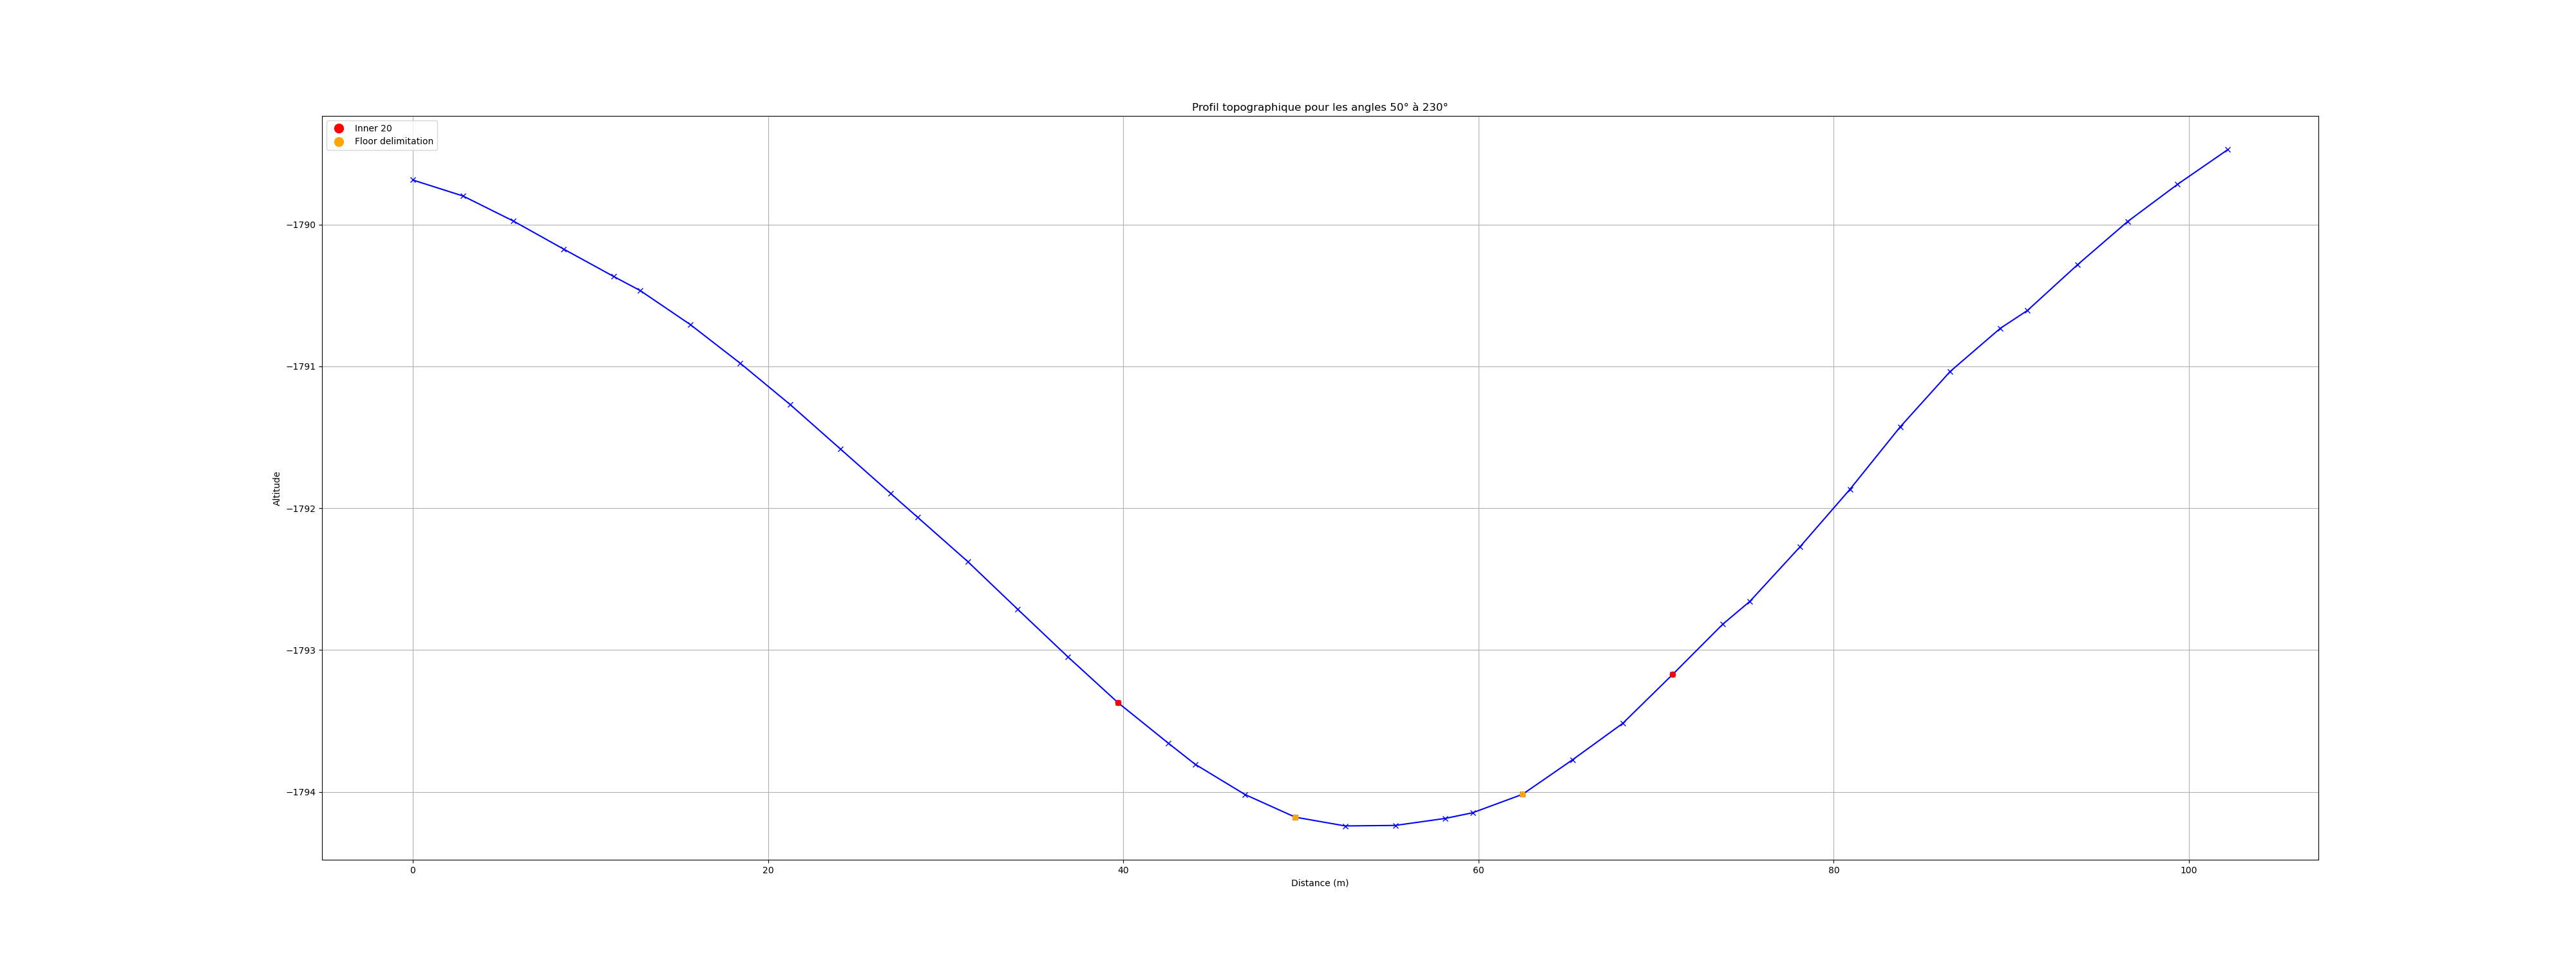 Profil topographique pour les angles 50° à 230°
Inner 20
Floor delimitation
−1790
−1791
−1792
−1793
−1794
Altitude
0 20 40 60 80 100
Distance (m)